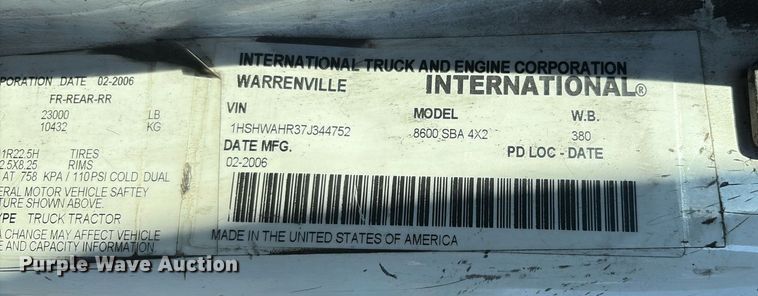 RPORATION DATE 02-2006
FR-REAR-RR
23000 LB
10432 KG
1R22.5H TIRES
2.5X8.25 RIMS
AT 758 KPA / 110 PSI COLD DUAL
ERAL MOTOR VEHICLE SAFTEY
TURE SHOWN ABOVE.
YPE TRUCK TRACTOR
CHANGE MAY AFFECT VEHICLE
E AND CAPACITY INFORMATION.
INTERNATIONAL TRUCK AND ENGINE CORPORATION
WARRENVILLE INTERNATIONAL®
VIN MODEL W.B.
1HSHWAHR37J344752 8600 SBA 4X2 380
DATE MFG. PD LOC - DATE
02-2006
MADE IN THE UNITED STATES OF AMERICA
Purple Wave Auction